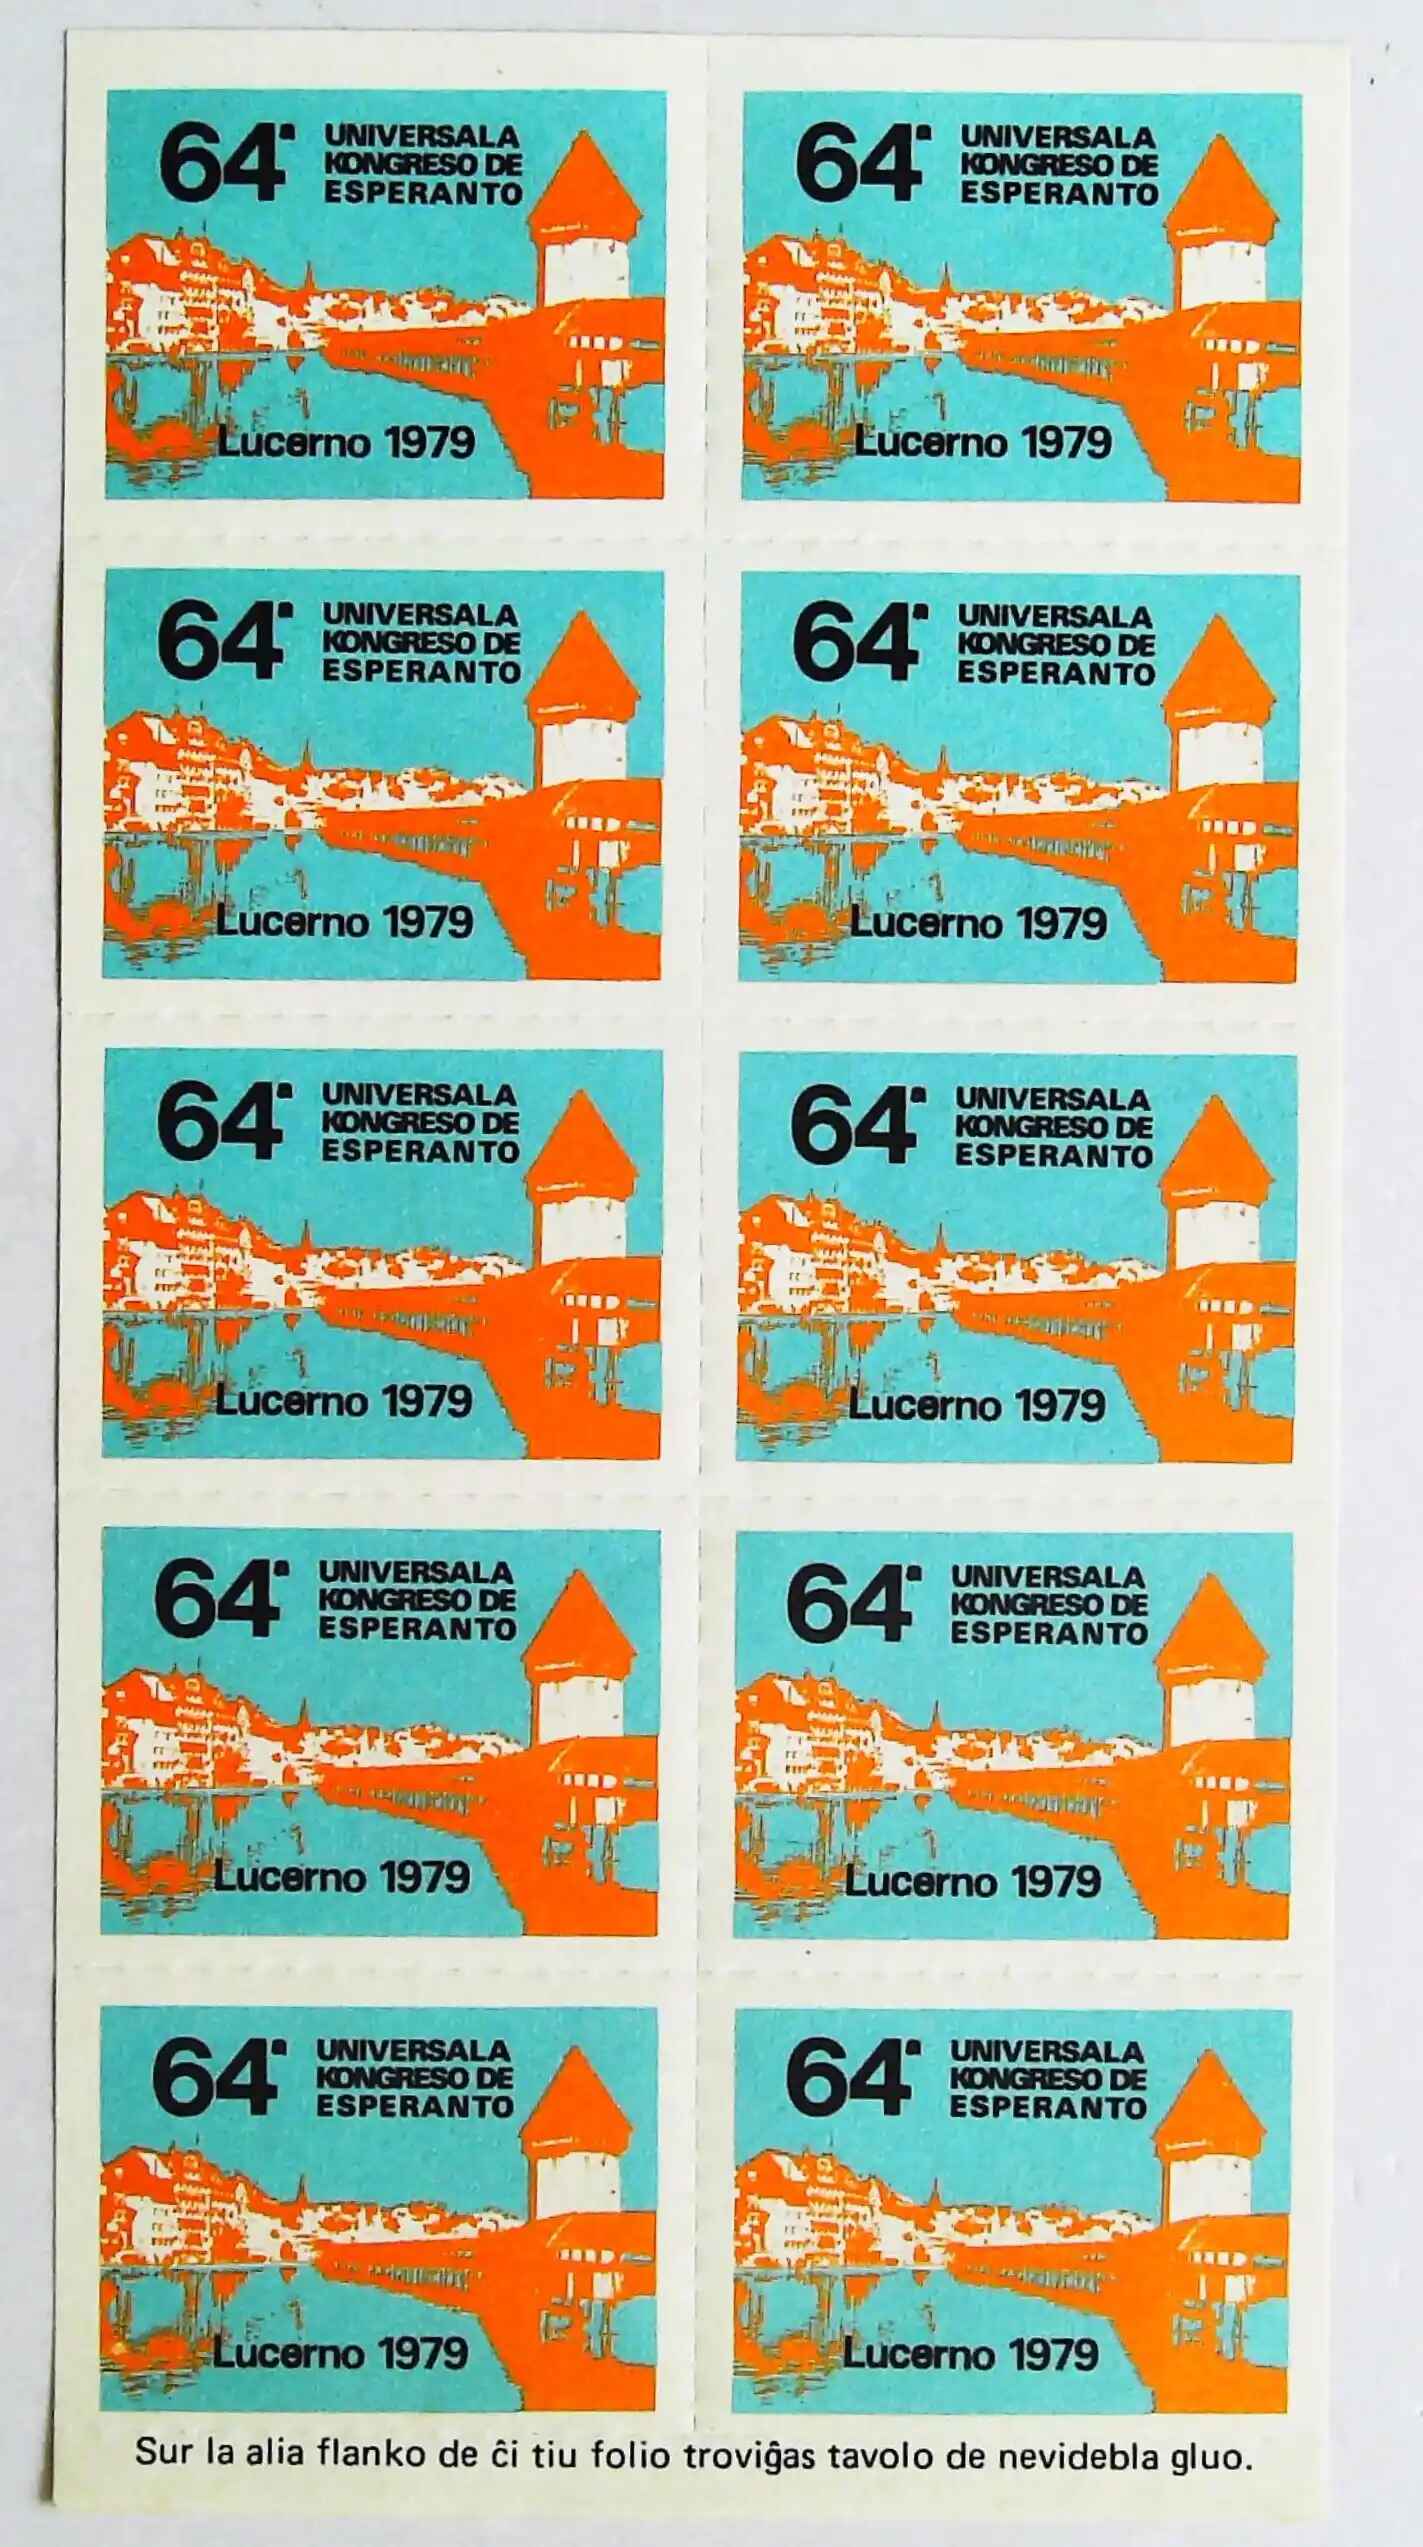 64ª UNIVERSALA
KONGRESO DE
ESPERANTO
Lucerno 1979
64ª UNIVERSALA
KONGRESO DE
ESPERANTO
Lucerno 1979
64ª UNIVERSALA
KONGRESO DE
ESPERANTO
Lucerno 1979
64ª UNIVERSALA
KONGRESO DE
ESPERANTO
Lucerno 1979
64ª UNIVERSALA
KONGRESO DE
ESPERANTO
Lucerno 1979
64ª UNIVERSALA
KONGRESO DE
ESPERANTO
Lucerno 1979
64ª UNIVERSALA
KONGRESO DE
ESPERANTO
Lucerno 1979
64ª UNIVERSALA
KONGRESO DE
ESPERANTO
Lucerno 1979
64ª UNIVERSALA
KONGRESO DE
ESPERANTO
Lucerno 1979
64ª UNIVERSALA
KONGRESO DE
ESPERANTO
Lucerno 1979
Sur la alia flanko de ĉi tiu folio troviĝas tavolo de nevidebla gluo.